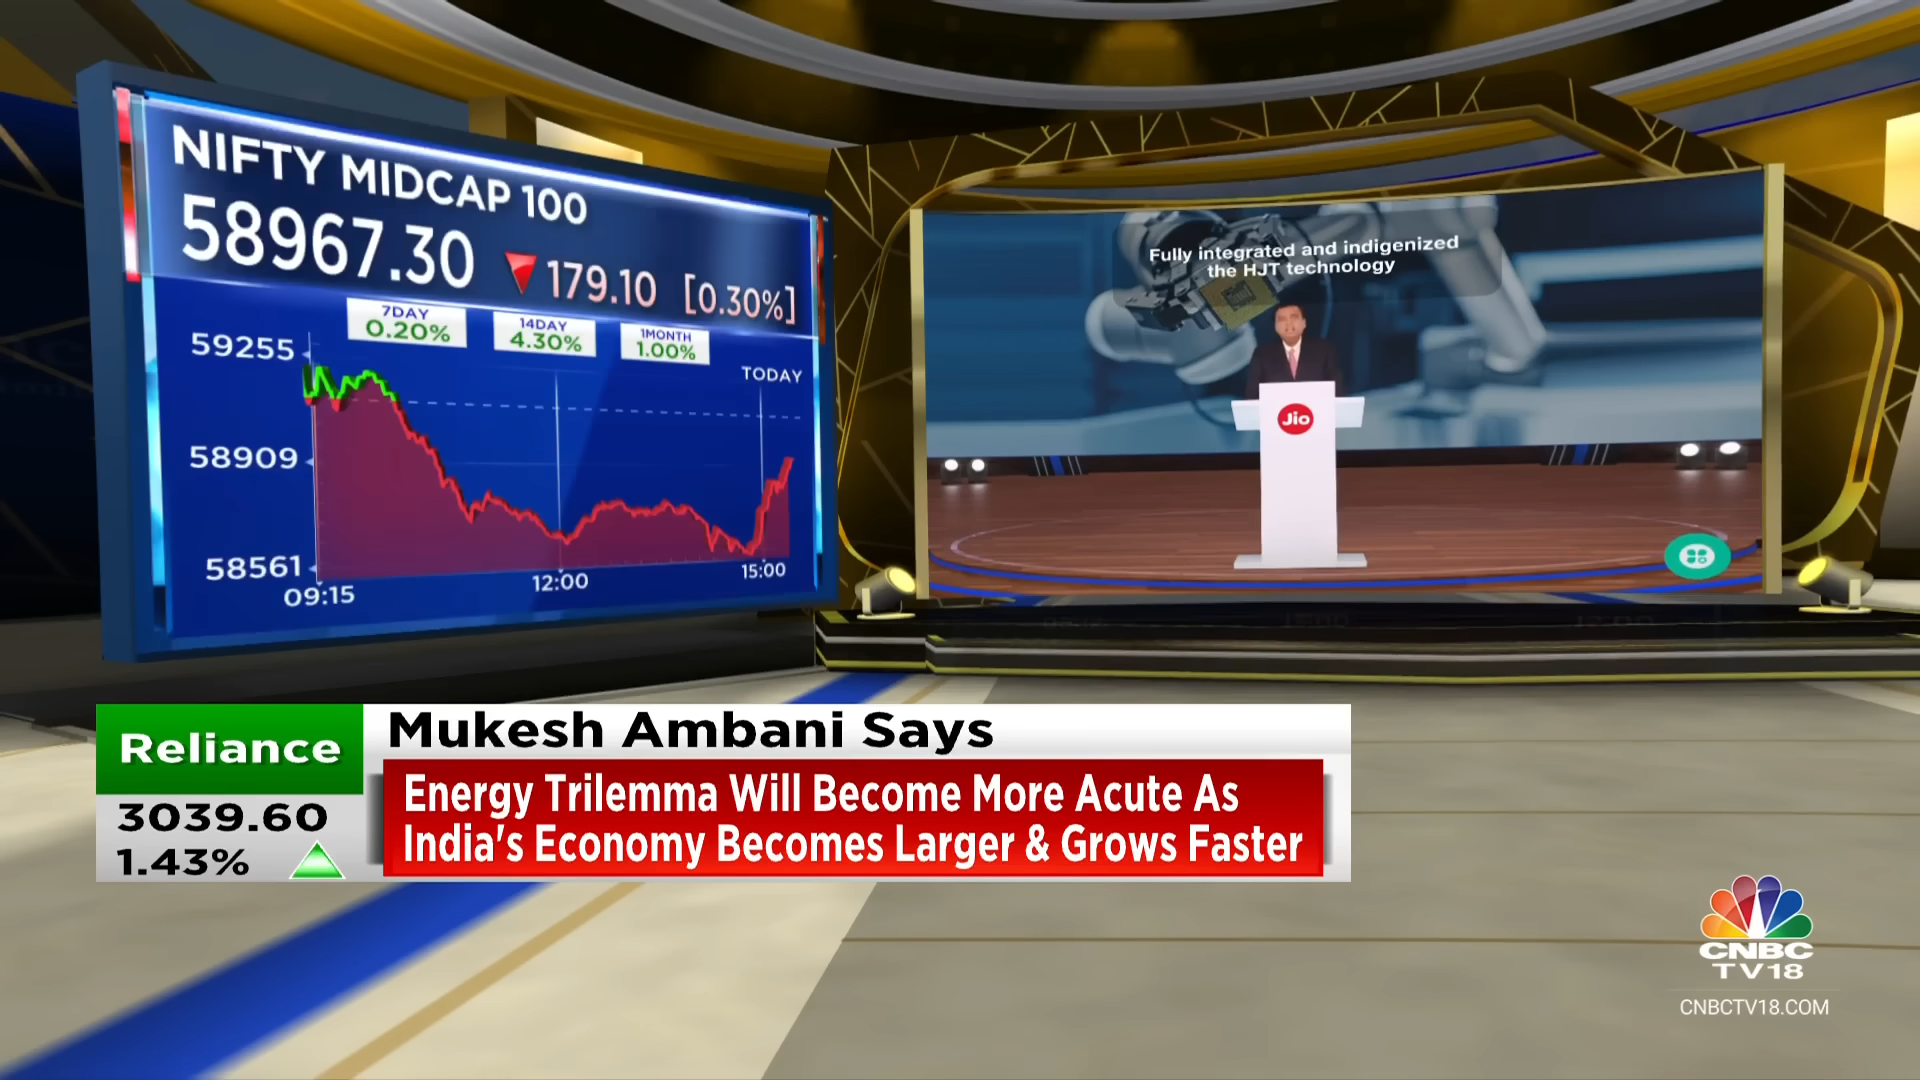 NIFTY MIDCAP 100
58967.30 ▼ 179.10 [0.30%]
7DAY
0.20%
14DAY
4.30%
1MONTH
1.00%
TODAY
59255
58909
58561
09:15
12:00
15:00
Fully integrated and indigenized
the HJT technology
Jio
Reliance
3039.60
1.43%
Mukesh Ambani Says
Energy Trilemma Will Become More Acute As
India's Economy Becomes Larger & Grows Faster
CNBC
TV18
CNBCTV18.COM